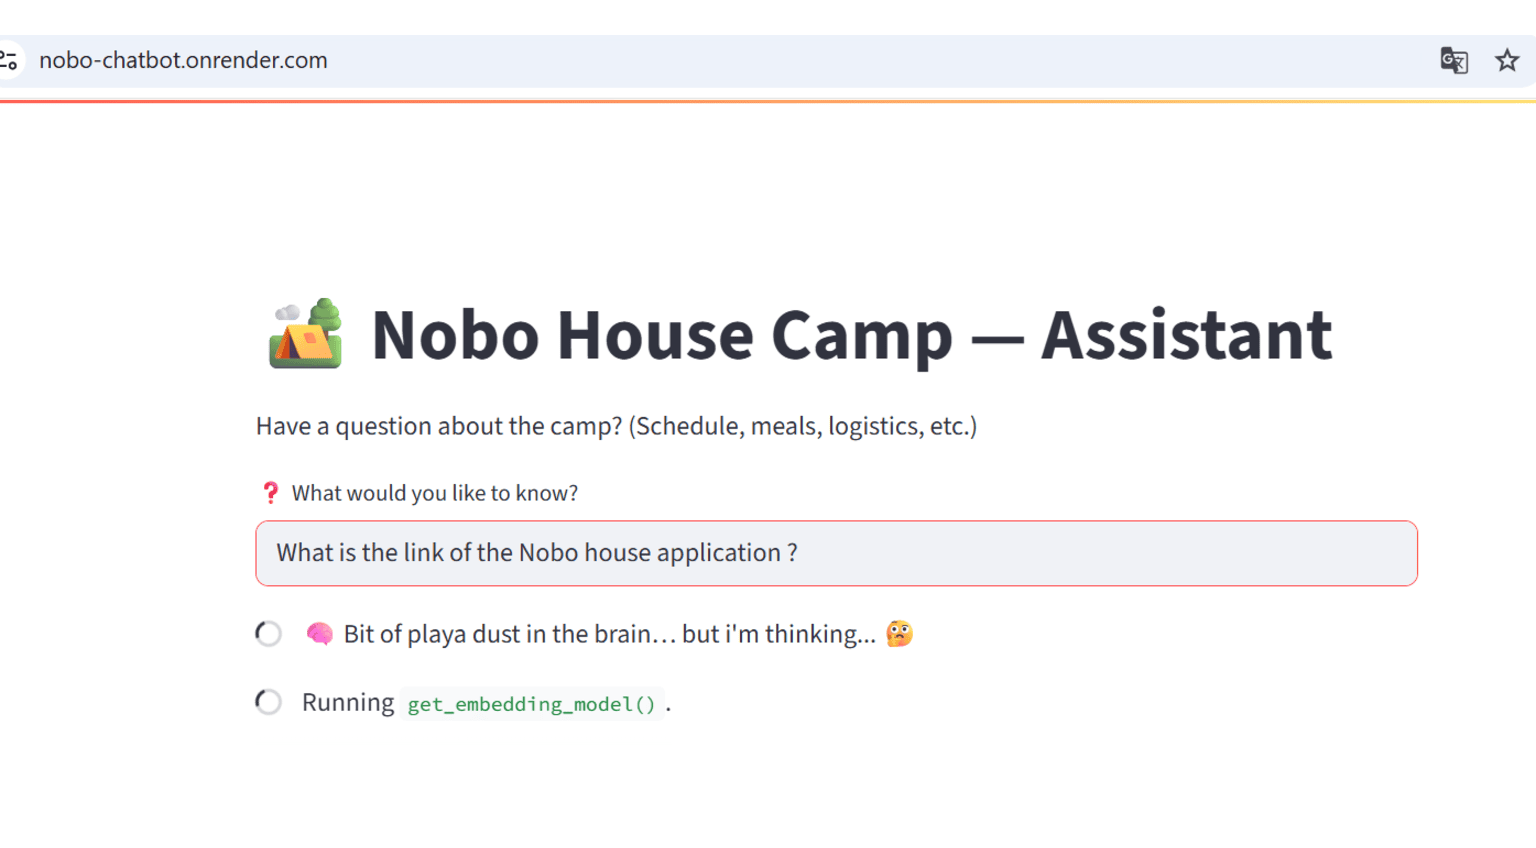 nobo-chatbot.onrender.com
🏕️ Nobo House Camp — Assistant
Have a question about the camp? (Schedule, meals, logistics, etc.)
❓ What would you like to know?
What is the link of the Nobo house application ?
🧠 Bit of playa dust in the brain… but i'm thinking... 🤔
Running get_embedding_model() .